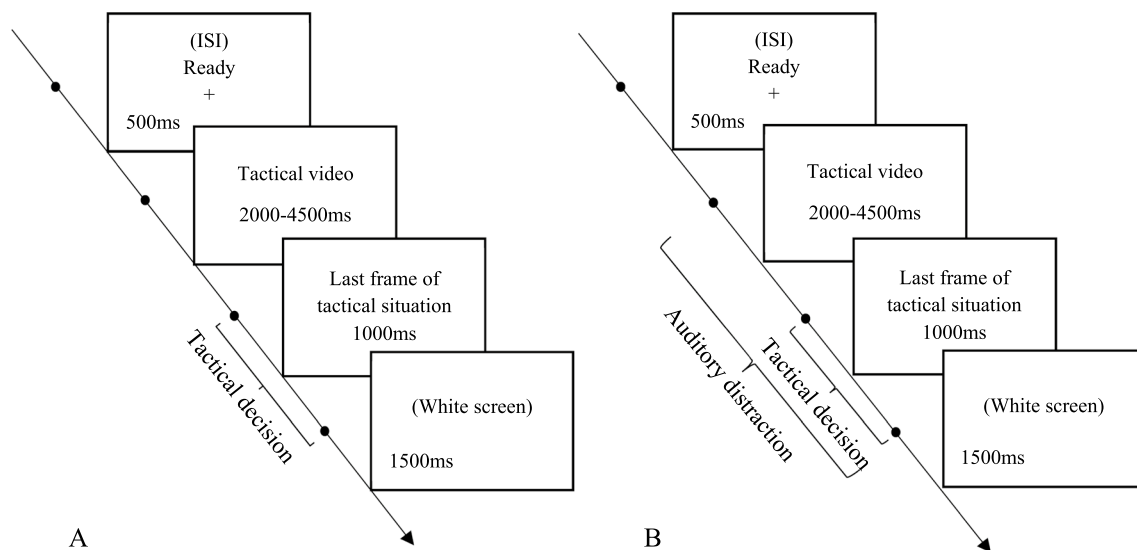 (ISI)
Ready
+
500ms
Tactical video
2000-4500ms
Last frame of
tactical situation
1000ms
(White screen)
1500ms
Tactical decision
A
(ISI)
Ready
+
500ms
Tactical video
2000-4500ms
Last frame of
tactical situation
1000ms
(White screen)
1500ms
Tactical decision
Auditory distraction
B